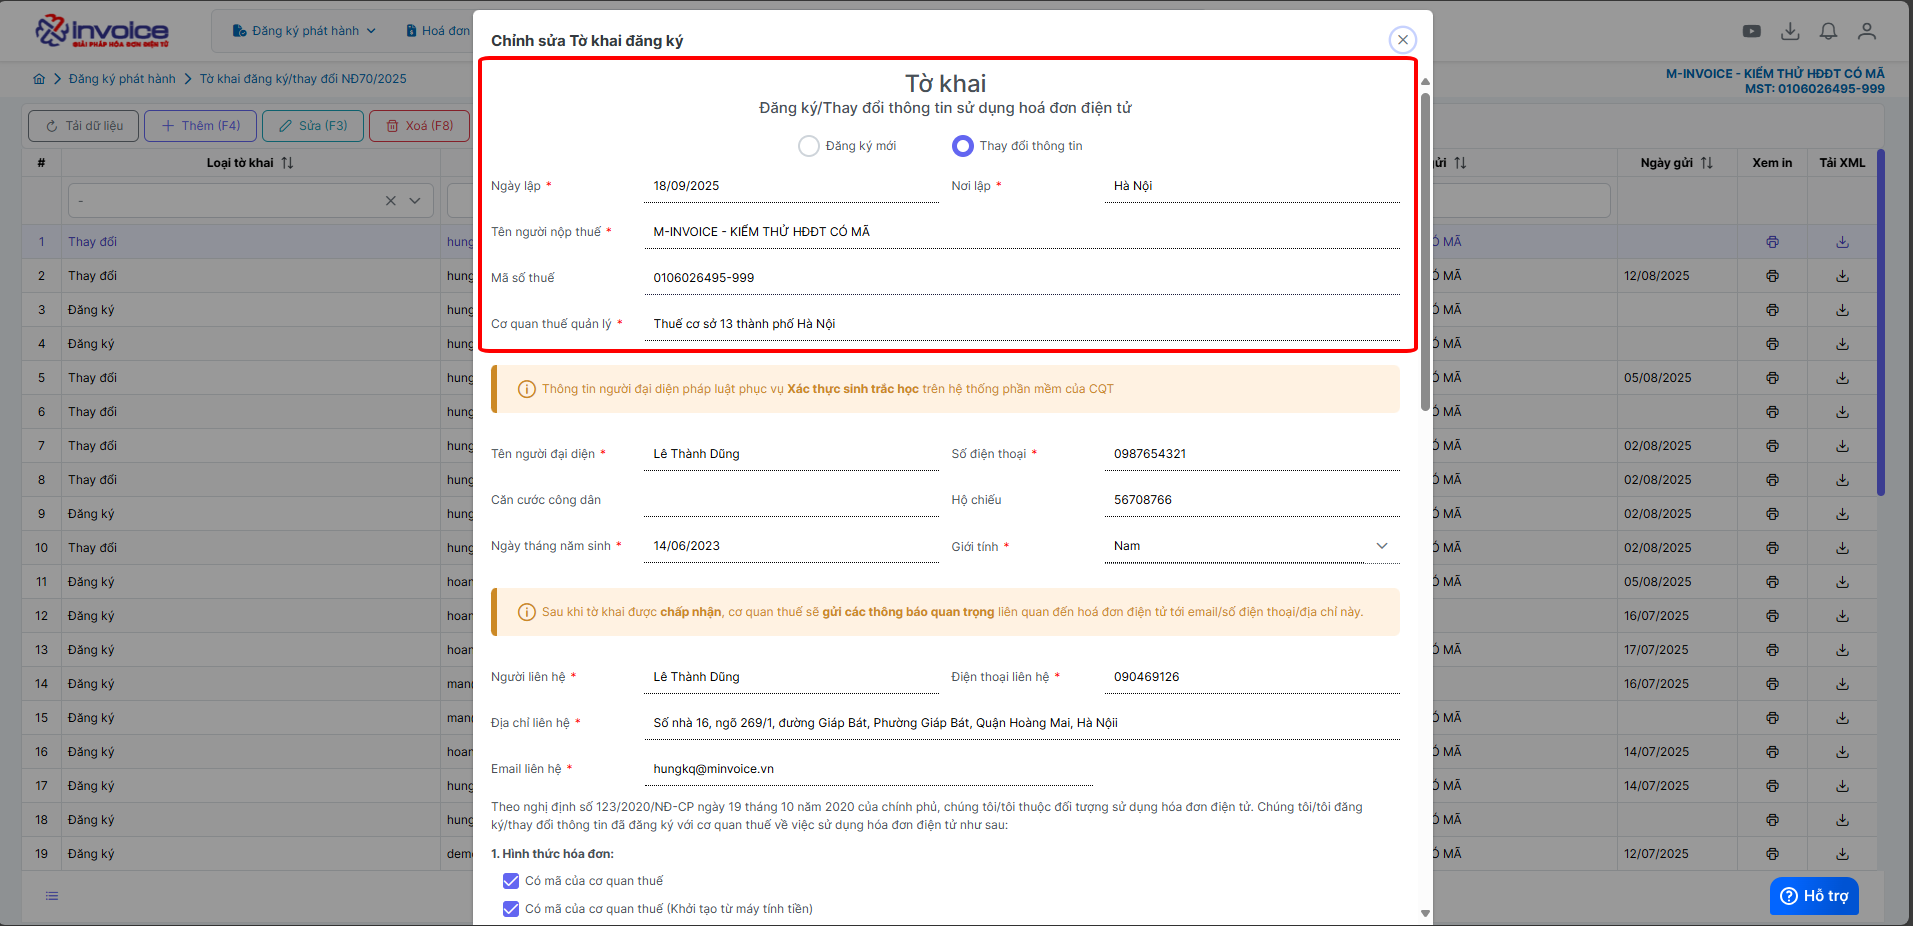 invoice
GIẢI PHÁP HÓA ĐƠN ĐIỆN TỬ
Đăng ký phát hành
Hoá đơn
Đăng ký phát hành
Tờ khai đăng ký/thay đổi NĐ70/2025
M-INVOICE - KIỂM THỬ HĐĐT CÓ MÃ
MST: 0106026495-999
Tải dữ liệu
Thêm (F4)
Sửa (F3)
Xoá (F8)
# Loại tờ khai
Ngày gửi Xem in Tải XML
-
1 Thay đổi hung Ó MÃ
2 Thay đổi hung Ó MÃ 12/08/2025
3 Đăng ký hung Ó MÃ
4 Đăng ký hung Ó MÃ
5 Thay đổi hung Ó MÃ 05/08/2025
6 Thay đổi hung Ó MÃ
7 Thay đổi hung Ó MÃ 02/08/2025
8 Thay đổi hung Ó MÃ 02/08/2025
9 Đăng ký hung Ó MÃ 02/08/2025
10 Thay đổi hung Ó MÃ 02/08/2025
11 Đăng ký hoan Ó MÃ 05/08/2025
12 Đăng ký hoan 16/07/2025
13 Đăng ký hoan Ó MÃ 17/07/2025
14 Đăng ký man 16/07/2025
15 Đăng ký man Ó MÃ
16 Đăng ký hoan Ó MÃ 14/07/2025
17 Đăng ký hung Ó MÃ 14/07/2025
18 Đăng ký hung Ó MÃ
19 Đăng ký dem Ó MÃ 12/07/2025
Hỗ trợ
Chỉnh sửa Tờ khai đăng ký
Tờ khai
Đăng ký/Thay đổi thông tin sử dụng hoá đơn điện tử
Đăng ký mới
Thay đổi thông tin
Ngày lập * 18/09/2025 Nơi lập * Hà Nội
Tên người nộp thuế * M-INVOICE - KIỂM THỬ HĐĐT CÓ MÃ
Mã số thuế 0106026495-999
Cơ quan thuế quản lý * Thuế cơ sở 13 thành phố Hà Nội
Thông tin người đại diện pháp luật phục vụ Xác thực sinh trắc học trên hệ thống phần mềm của CQT
Tên người đại diện * Lê Thành Dũng Số điện thoại * 0987654321
Căn cước công dân Hộ chiếu 56708766
Ngày tháng năm sinh * 14/06/2023 Giới tính * Nam
Sau khi tờ khai được chấp nhận, cơ quan thuế sẽ gửi các thông báo quan trọng liên quan đến hoá đơn điện tử tới email/số điện thoại/địa chỉ này.
Người liên hệ * Lê Thành Dũng Điện thoại liên hệ * 090469126
Địa chỉ liên hệ * Số nhà 16, ngõ 269/1, đường Giáp Bát, Phường Giáp Bát, Quận Hoàng Mai, Hà Nộii
Email liên hệ * hungkq@minvoice.vn
Theo nghị định số 123/2020/NĐ-CP ngày 19 tháng 10 năm 2020 của chính phủ, chúng tôi/tôi thuộc đối tượng sử dụng hóa đơn điện tử. Chúng tôi/tôi đăng
ký/thay đổi thông tin đã đăng ký với cơ quan thuế về việc sử dụng hóa đơn điện tử như sau:
1. Hình thức hóa đơn:
Có mã của cơ quan thuế
Có mã của cơ quan thuế (Khởi tạo từ máy tính tiền)